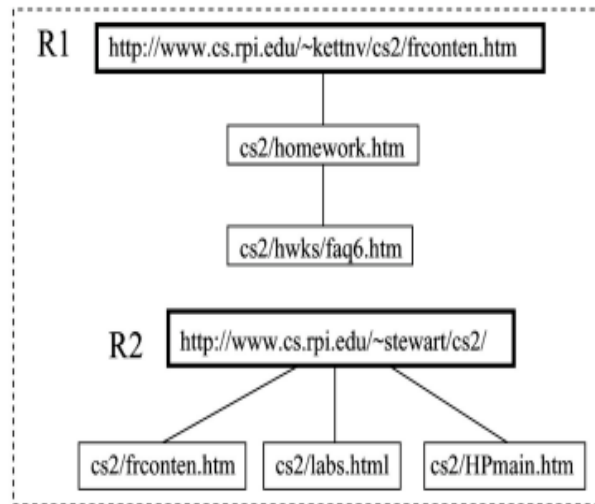 R1
http://www.cs.rpi.edu/~kettnv/cs2/frconten.htm
cs2/homework.htm
cs2/hwks/faq6.htm
R2
http://www.cs.rpi.edu/~stewart/cs2/
cs2/frconten.htm
cs2/labs.html
cs2/HPmain.htm